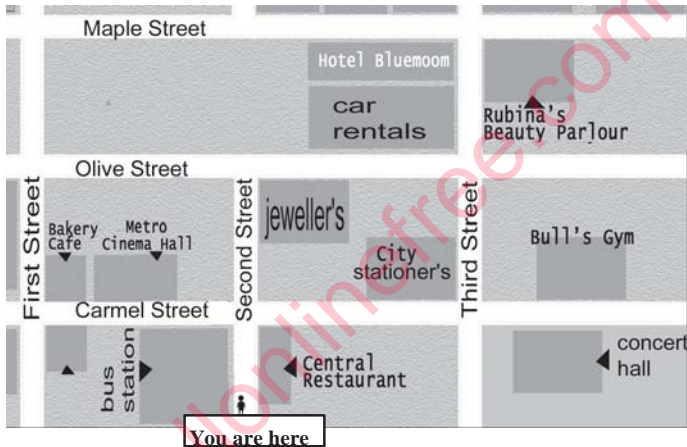 Maple Street
Hotel Bluemoom
car
rentals
Rubina's
Beauty Parlour
Olive Street
First Street
Second Street
Third Street
jeweller's
Bakery
Cafe
Metro
Cinema Hall
City
stationer's
Bull's Gym
Carmel Street
bus
station
Central
Restaurant
concert
hall
You are here